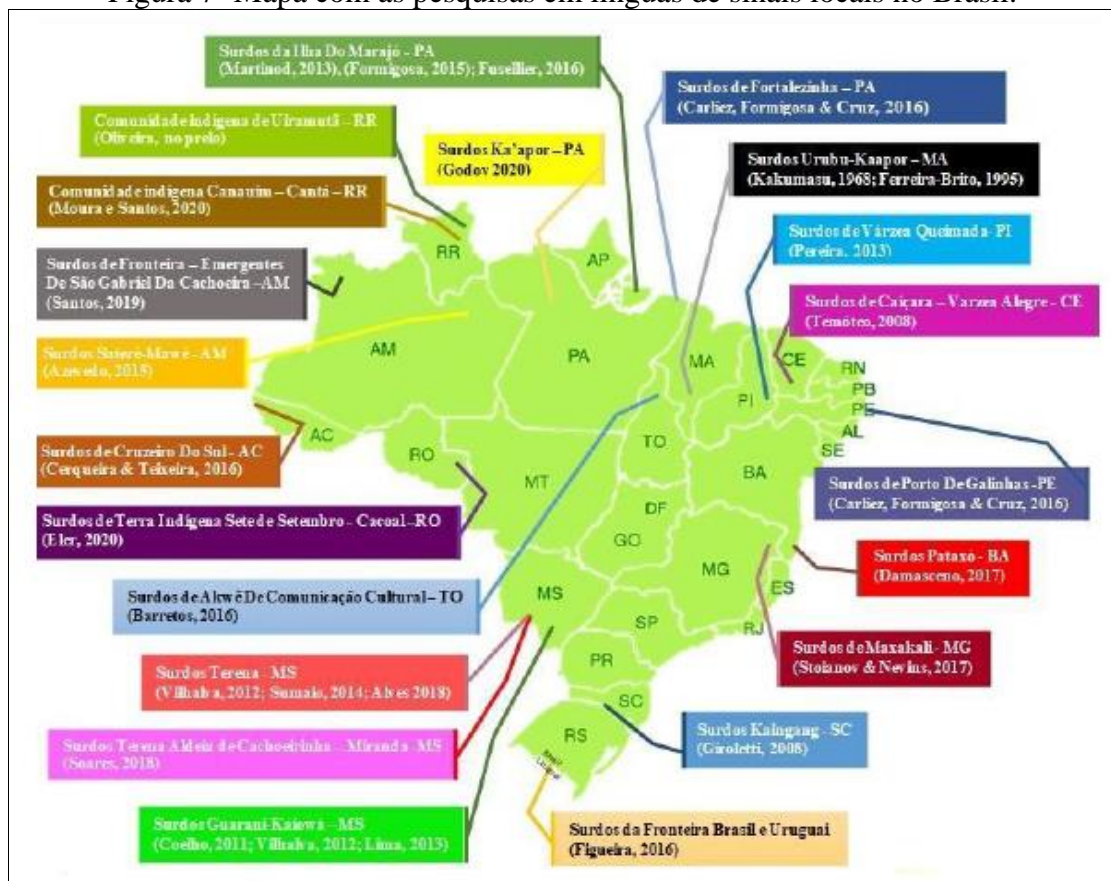 Figura 7- Mapa com as pesquisas em línguas de sinais locais no Brasil.
Surdos da Ilha Do Marajó - PA
(Martinod, 2013), (Formigosa, 2015); Fusellier, 2016)
Surdos de Fortalezinha – PA
(Carliez, Formigosa & Cruz, 2016)
Comunidade indígena de Uiramutã – RR
(Oliveira, no prelo)
Surdos Ka'apor – PA
(Godoy 2020)
Surdos Urubu-Kaapor – MA
(Kakumasu, 1968; Ferreira-Brito, 1995)
Comunidade indígena Canauim – Cantá – RR
(Moura e Santos, 2020)
Surdos de Várzea Queimada- PI
(Pereira. 2013)
Surdos de Fronteira – Emergentes
De São Gabriel Da Cachoeira –AM
(Santos, 2019)
Surdos de Caiçara – Varzea Alegre - CE
(Temóteo, 2008)
Surdos Sateré-Mawé - AM
(Azevedo, 2015)
Surdos de Cruzeiro Do Sul - AC
(Cerqueira & Teixeira, 2016)
Surdos de Porto De Galinhas -PE
(Carliez, Formigosa & Cruz, 2016)
Surdos de Terra Indígena Sete de Setembro - Cacoal –RO
(Eler, 2020)
Surdos Pataxó - BA
(Damasceno, 2017)
Surdos de Akwẽ De Comunicação Cultural – TO
(Barretos, 2016)
Surdos de Maxakali- MG
(Stoianov & Nevins, 2017)
Surdos Terena - MS
(Vilhalva, 2012; Sumaio, 2014; Alves 2018)
Surdos Terena Aldeia de Cachoeirinha – Miranda -MS
(Soares, 2018)
Surdos Kaingang - SC
(Giroletti, 2008)
Surdos Guarani-Kaiowá – MS
(Coelho, 2011; Vilhalva, 2012; Lima, 2013)
Surdos da Fronteira Brasil e Uruguai
(Figueira, 2016)
RR
AP
AM
PA
MA
CE
RN
PB
PE
AL
SE
PI
AC
RO
TO
BA
MT
DF
GO
MG
ES
MS
SP
RJ
PR
SC
RS